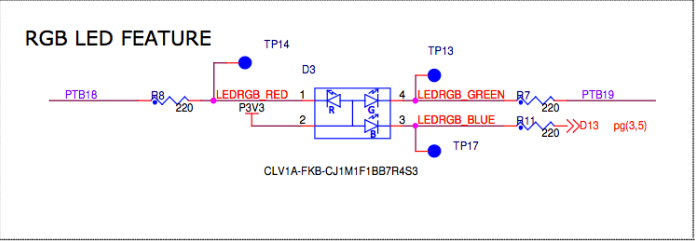 RGB LED FEATURE
TP14
TP13
D3
PTB18 R8 220 LEDRGB_RED 1 4 LEDRGB_GREEN R7 220 PTB19
P3V3 R G
2 3 LEDRGB_BLUE R11 220 D13 pg(3,5)
B
TP17
CLV1A-FKB-CJ1M1F1BB7R4S3